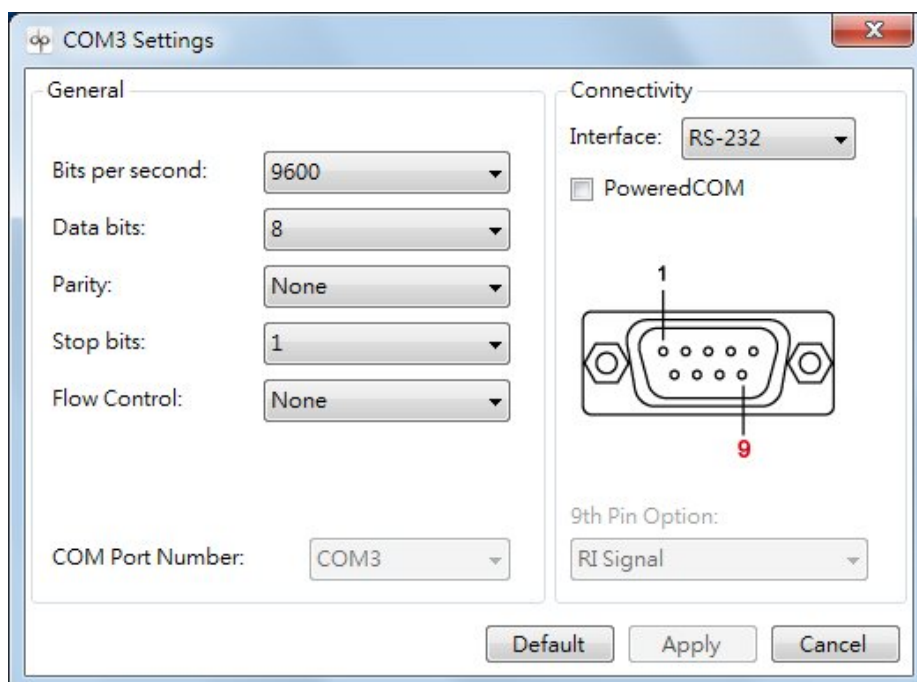 dp COM3 Settings
General
Bits per second: 9600
Data bits: 8
Parity: None
Stop bits: 1
Flow Control: None
COM Port Number: COM3
Connectivity
Interface: RS-232
PoweredCOM
1
9
9th Pin Option:
RI Signal
Default Apply Cancel